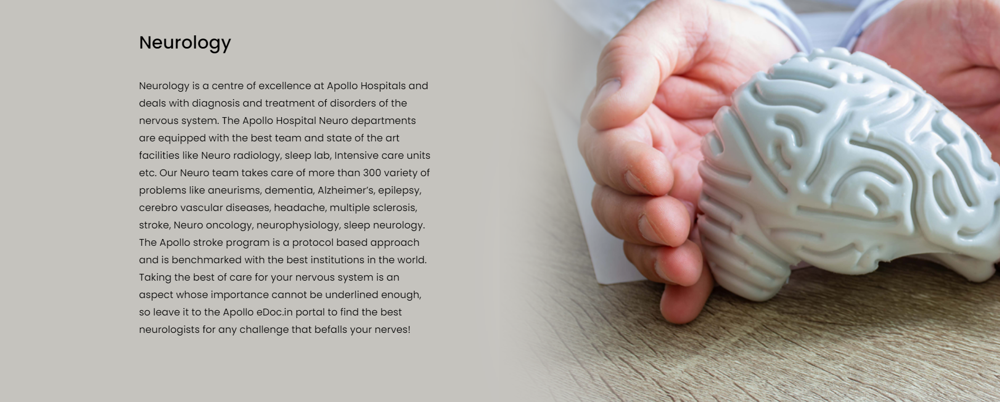 Neurology
Neurology is a centre of excellence at Apollo Hospitals and
deals with diagnosis and treatment of disorders of the
nervous system. The Apollo Hospital Neuro departments
are equipped with the best team and state of the art
facilities like Neuro radiology, sleep lab, Intensive care units
etc. Our Neuro team takes care of more than 300 variety of
problems like aneurisms, dementia, Alzheimer’s, epilepsy,
cerebro vascular diseases, headache, multiple sclerosis,
stroke, Neuro oncology, neurophysiology, sleep neurology.
The Apollo stroke program is a protocol based approach
and is benchmarked with the best institutions in the world.
Taking the best of care for your nervous system is an
aspect whose importance cannot be underlined enough,
so leave it to the Apollo eDoc.in portal to find the best
neurologists for any challenge that befalls your nerves!